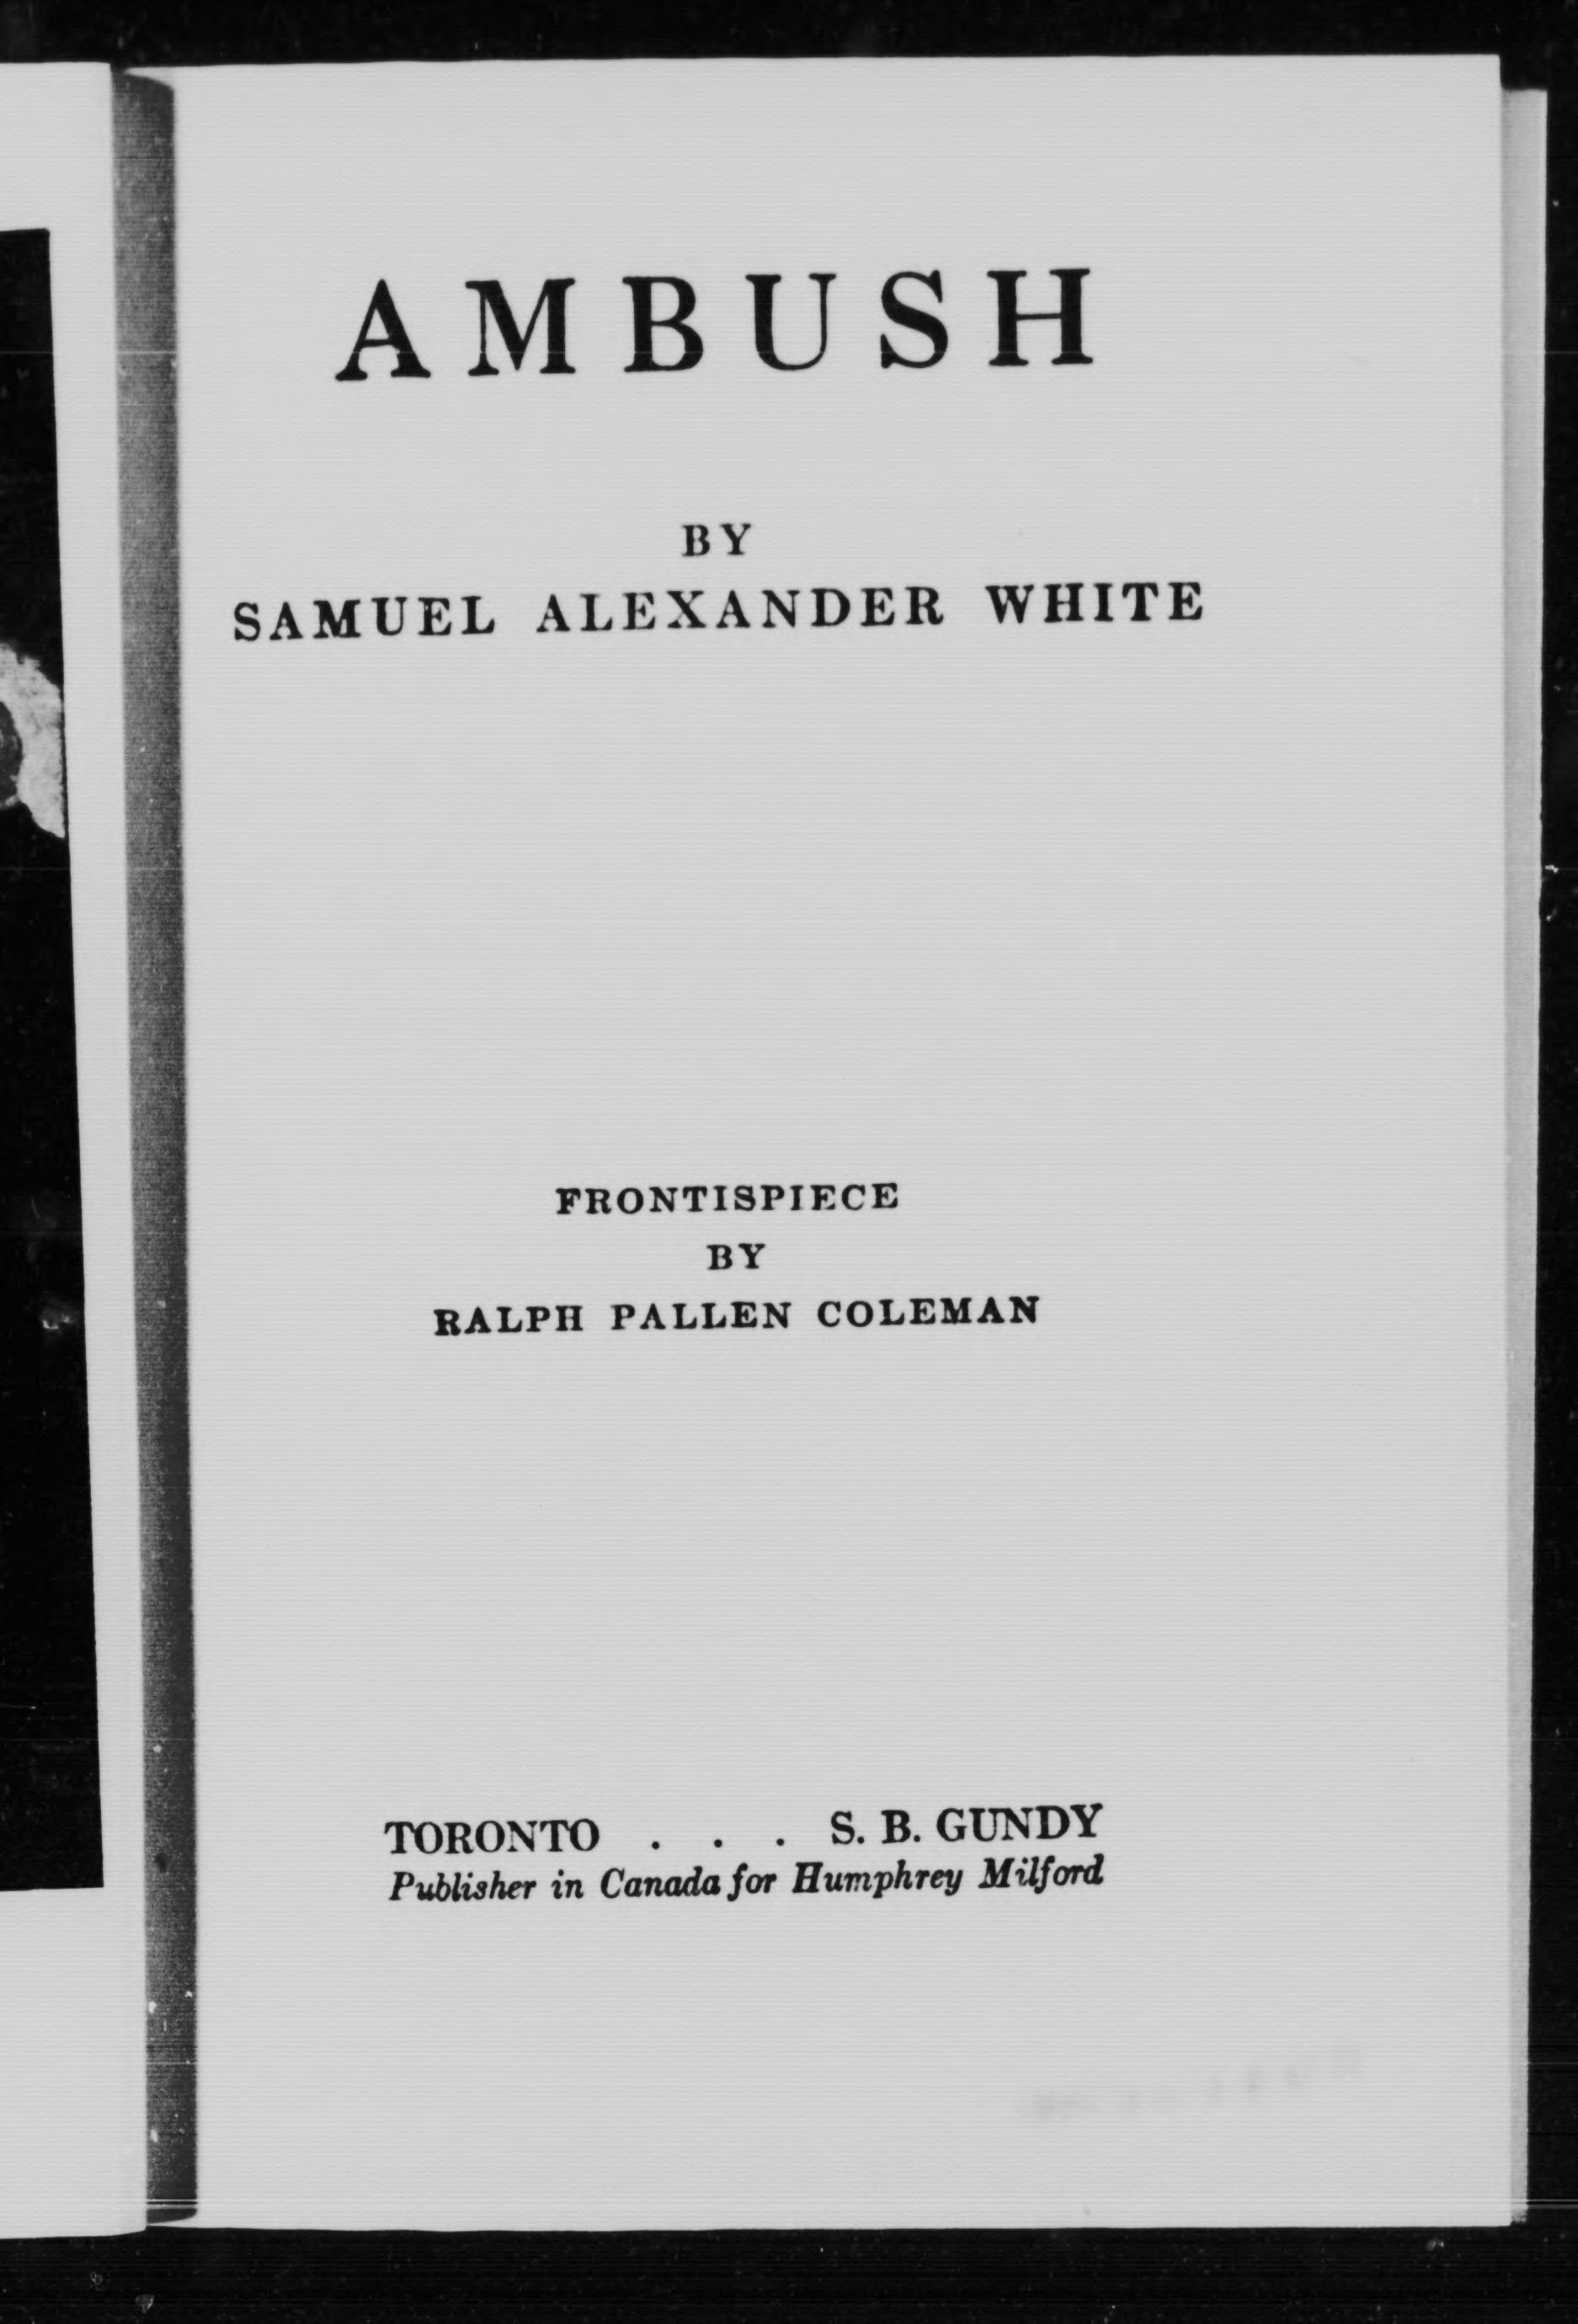 AMBUSH
BY
SAMUEL ALEXANDER WHITE
FRONTISPIECE
BY
RALPH PALLEN COLEMAN
TORONTO . . . S. B. GUNDY
Publisher in Canada for Humphrey Milford